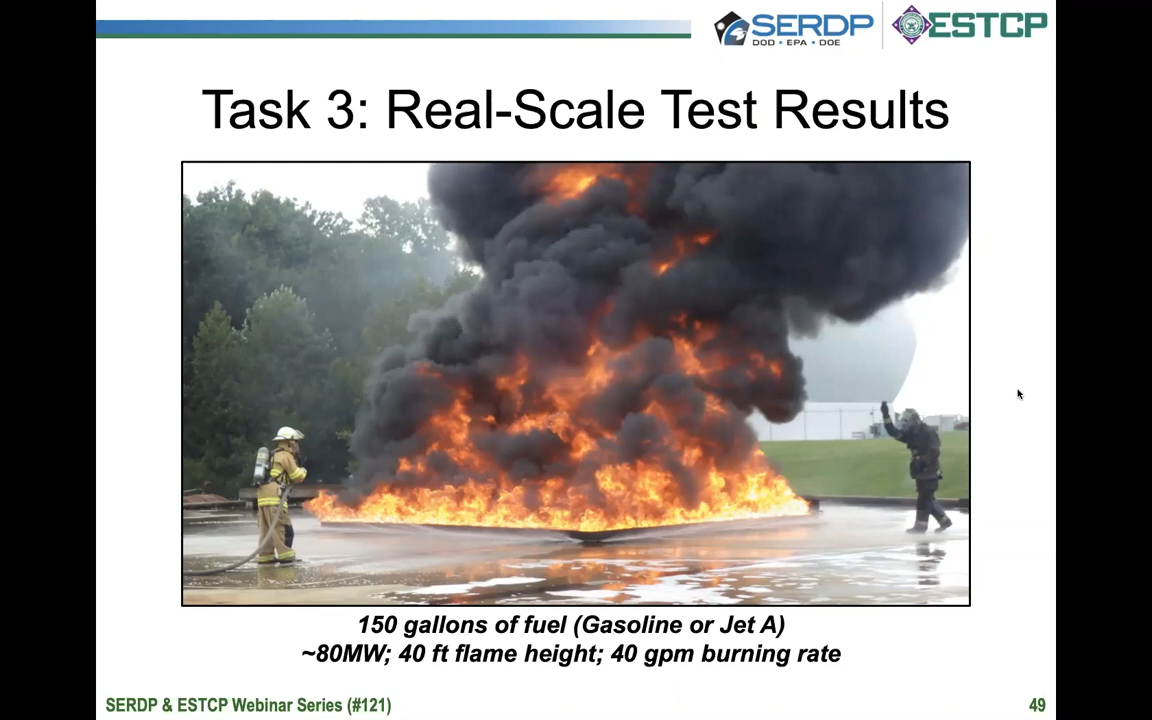 SERDP
DOD • EPA • DOE
ESTCP
Task 3: Real-Scale Test Results
150 gallons of fuel (Gasoline or Jet A)
~80MW; 40 ft flame height; 40 gpm burning rate
SERDP & ESTCP Webinar Series (#121)
49